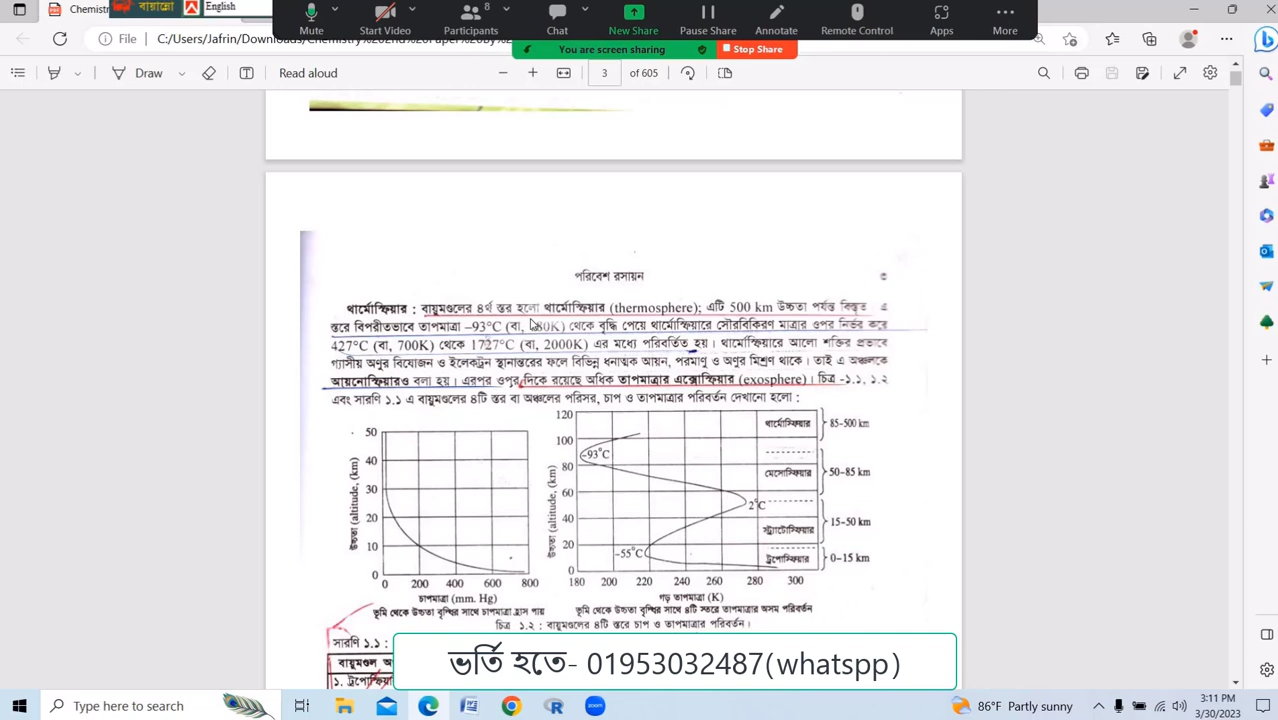 Chemistr
বায়ান্নো
English
Mute
Start Video
8
Participants
Chat
New Share
Pause Share
Annotate
Remote Control
Apps
More
You are screen sharing
Stop Share
File
C:/Users/Jafrin/Downloads/Chemistry
Draw
Read aloud
3
of 605
পরিবেশ রসায়ন
৩
থার্মোস্ফিয়ার : বায়ুমণ্ডলের ৪র্থ স্তর হলো থার্মোস্ফিয়ার (thermosphere); এটি 500 km উচ্চতা পর্যন্ত বিস্তৃত এ
স্তরে বিপরীতভাবে তাপমাত্রা –93°C (বা, 180K) থেকে বৃদ্ধি পেয়ে থার্মোস্ফিয়ারে সৌরবিকিরণ মাত্রার ওপর নির্ভর করে
427°C (বা, 700K) থেকে 1727°C (বা, 2000K) এর মধ্যে পরিবর্তিত হয়। থার্মোস্ফিয়ারে আলো শক্তির প্রভাবে
গ্যাসীয় অণুর বিযোজন ও ইলেকট্রন স্থানান্তরের ফলে বিভিন্ন ধনাত্মক আয়ন, পরমাণু ও অণুর মিশ্রণ থাকে। তাই এ অঞ্চলকে
আয়নোস্ফিয়ারও বলা হয়। এরপর ওপর দিকে রয়েছে অধিক তাপমাত্রার এক্সোস্ফিয়ার (exosphere)। চিত্র -১.১, ১.২
এবং সারণি ১.১ এ বায়ুমণ্ডলের ৪টি স্তর বা অঞ্চলের পরিসর, চাপ ও তাপমাত্রার পরিবর্তন দেখানো হলো :
50
40
30
20
10
0
0 200 400 600 800
উচ্চতা (altitude, (km)
চাপমাত্রা (mm. Hg)
120
100
80
60
40
20
0
180 200 220 240 260 280 300
উচ্চতা (altitude, (km)
গড় তাপমাত্রা (K)
–93°C
2°C
–55°C
থার্মোস্ফিয়ার
85–500 km
মেসোস্ফিয়ার
50–85 km
স্ট্র্যাটোস্ফিয়ার
15–50 km
ট্রপোস্ফিয়ার
0–15 km
ভূমি থেকে উচ্চতা বৃদ্ধির সাথে চাপমাত্রা হ্রাস পায়
ভূমি থেকে উচ্চতা বৃদ্ধির সাথে ৪টি স্তরে তাপমাত্রার অসম পরিবর্তন
চিত্র ১.২ : বায়ুমণ্ডলের ৪টি স্তরে চাপ ও তাপমাত্রার পরিবর্তন।
সারণি ১.১ :
বায়ুমণ্ডল
১. ট্রপোস্ফিয়া
ভর্তি হতে- 01953032487(whatspp)
Type here to search
86°F Partly sunny
3:11 PM
3/30/2023